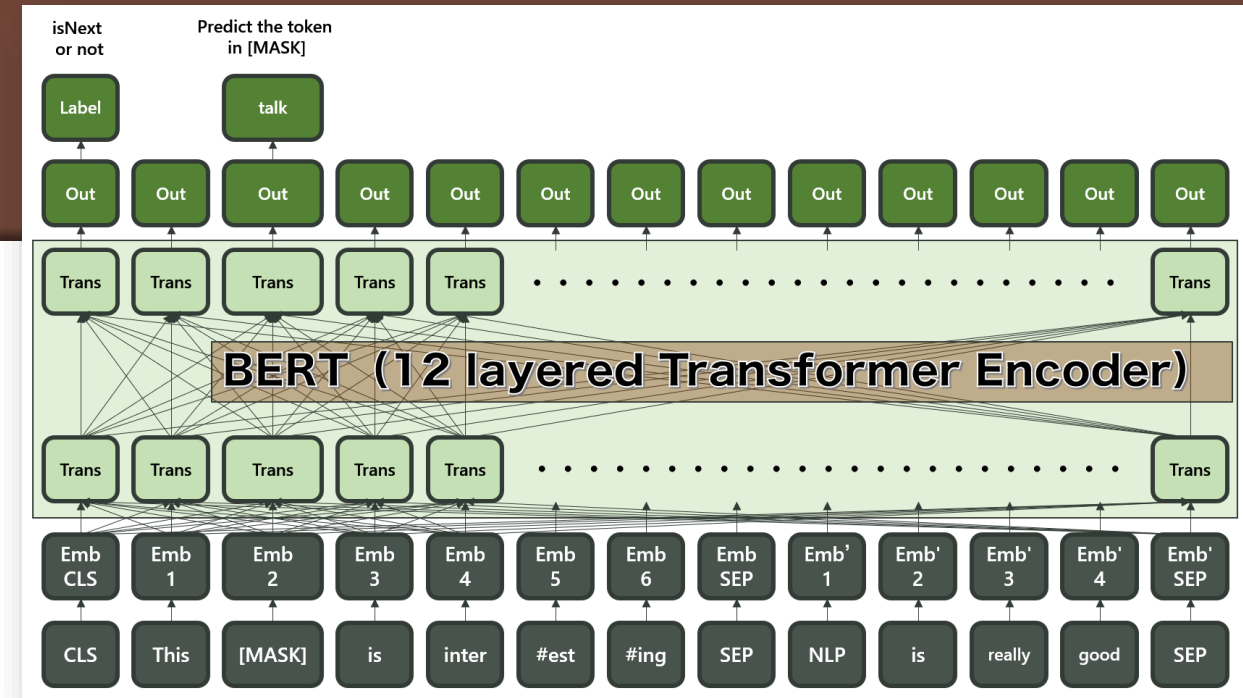 isNext
or not
Predict the token
in [MASK]
Label
talk
Out Out Out Out Out Out Out Out Out Out Out Out Out
Trans Trans Trans Trans Trans Trans
BERT（12 layered Transformer Encoder）
Trans Trans Trans Trans Trans Trans
Emb Emb Emb Emb Emb Emb Emb Emb Emb’ Emb' Emb' Emb' Emb'
CLS 1 2 3 4 5 6 SEP 1 2 3 4 SEP
CLS This [MASK] is inter #est #ing SEP NLP is really good SEP